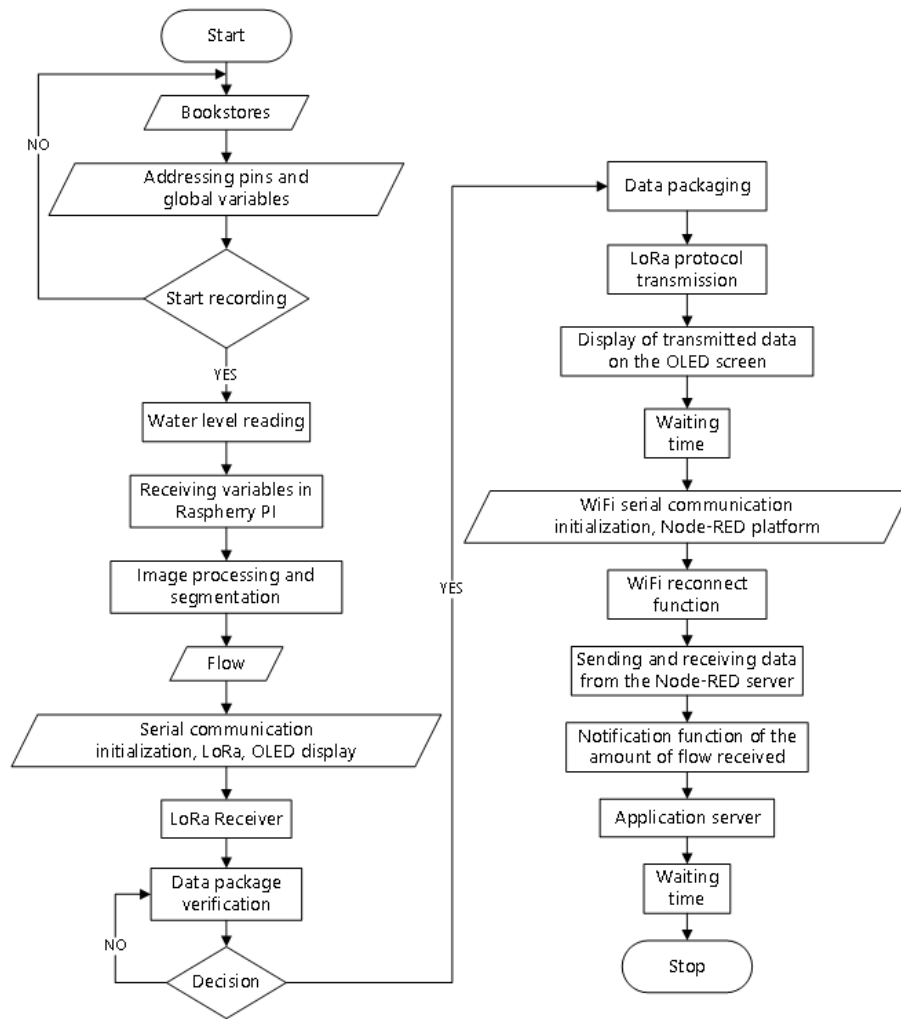 Start
Bookstores
NO
Addressing pins and
global variables
Start recording
YES
Water level reading
Receiving variables in
Raspherry PI
Image processing and
segmentation
Flow
Serial communication
initialization, LoRa, OLED display
LoRa Receiver
Data package
verification
NO
Decision
YES
Data packaging
LoRa protocol
transmission
Display of transmitted data
on the OLED screen
Waiting
time
WiFi serial communication
initialization, Node-RED platform
WiFi reconnect
function
Sending and receiving data
from the Node-RED server
Notification function of the
amount of flow received
Application server
Waiting
time
Stop